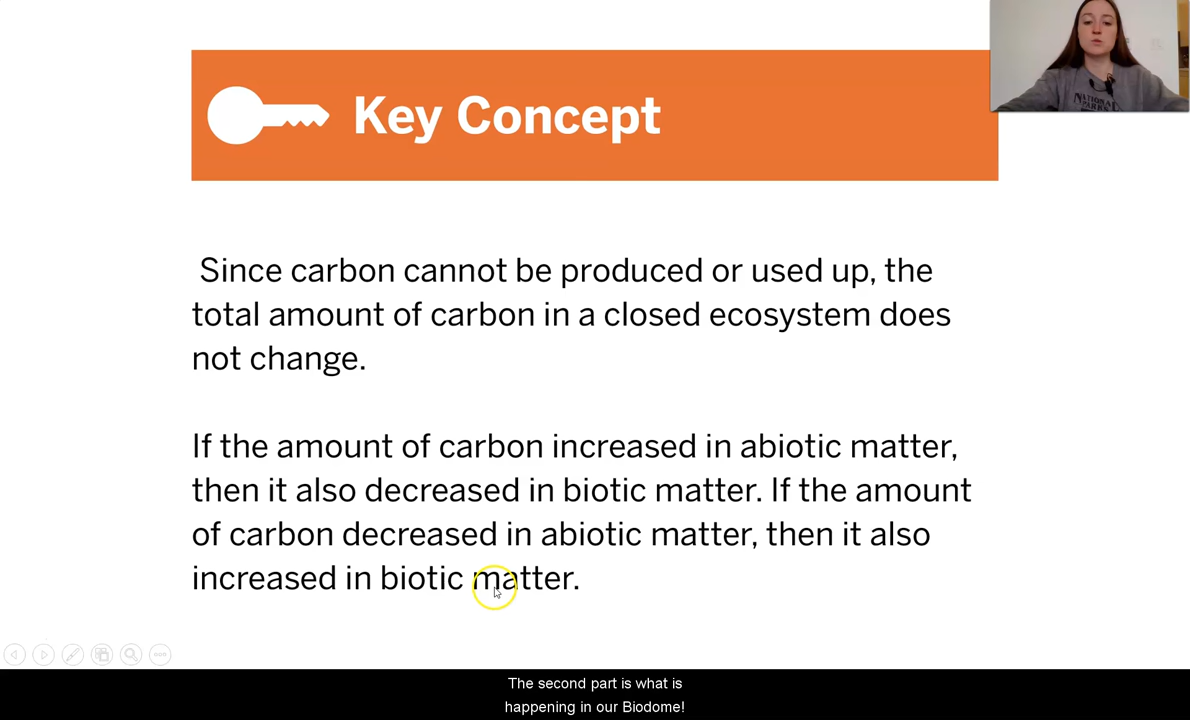 Key Concept
Since carbon cannot be produced or used up, the
total amount of carbon in a closed ecosystem does
not change.
If the amount of carbon increased in abiotic matter,
then it also decreased in biotic matter. If the amount
of carbon decreased in abiotic matter, then it also
increased in biotic matter.
The second part is what is
happening in our Biodome!